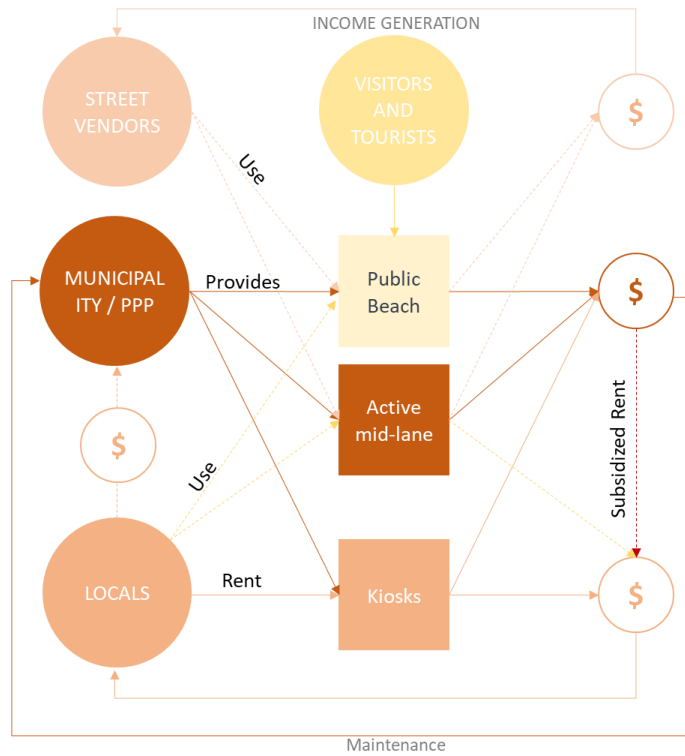 INCOME GENERATION
STREET
VENDORS
VISITORS
AND
TOURISTS
$
Use
MUNICIPAL
ITY / PPP
Provides
Public
Beach
$
Active
mid-lane
$
Subsidized Rent
Use
LOCALS
Rent
Kiosks
$
Maintenance